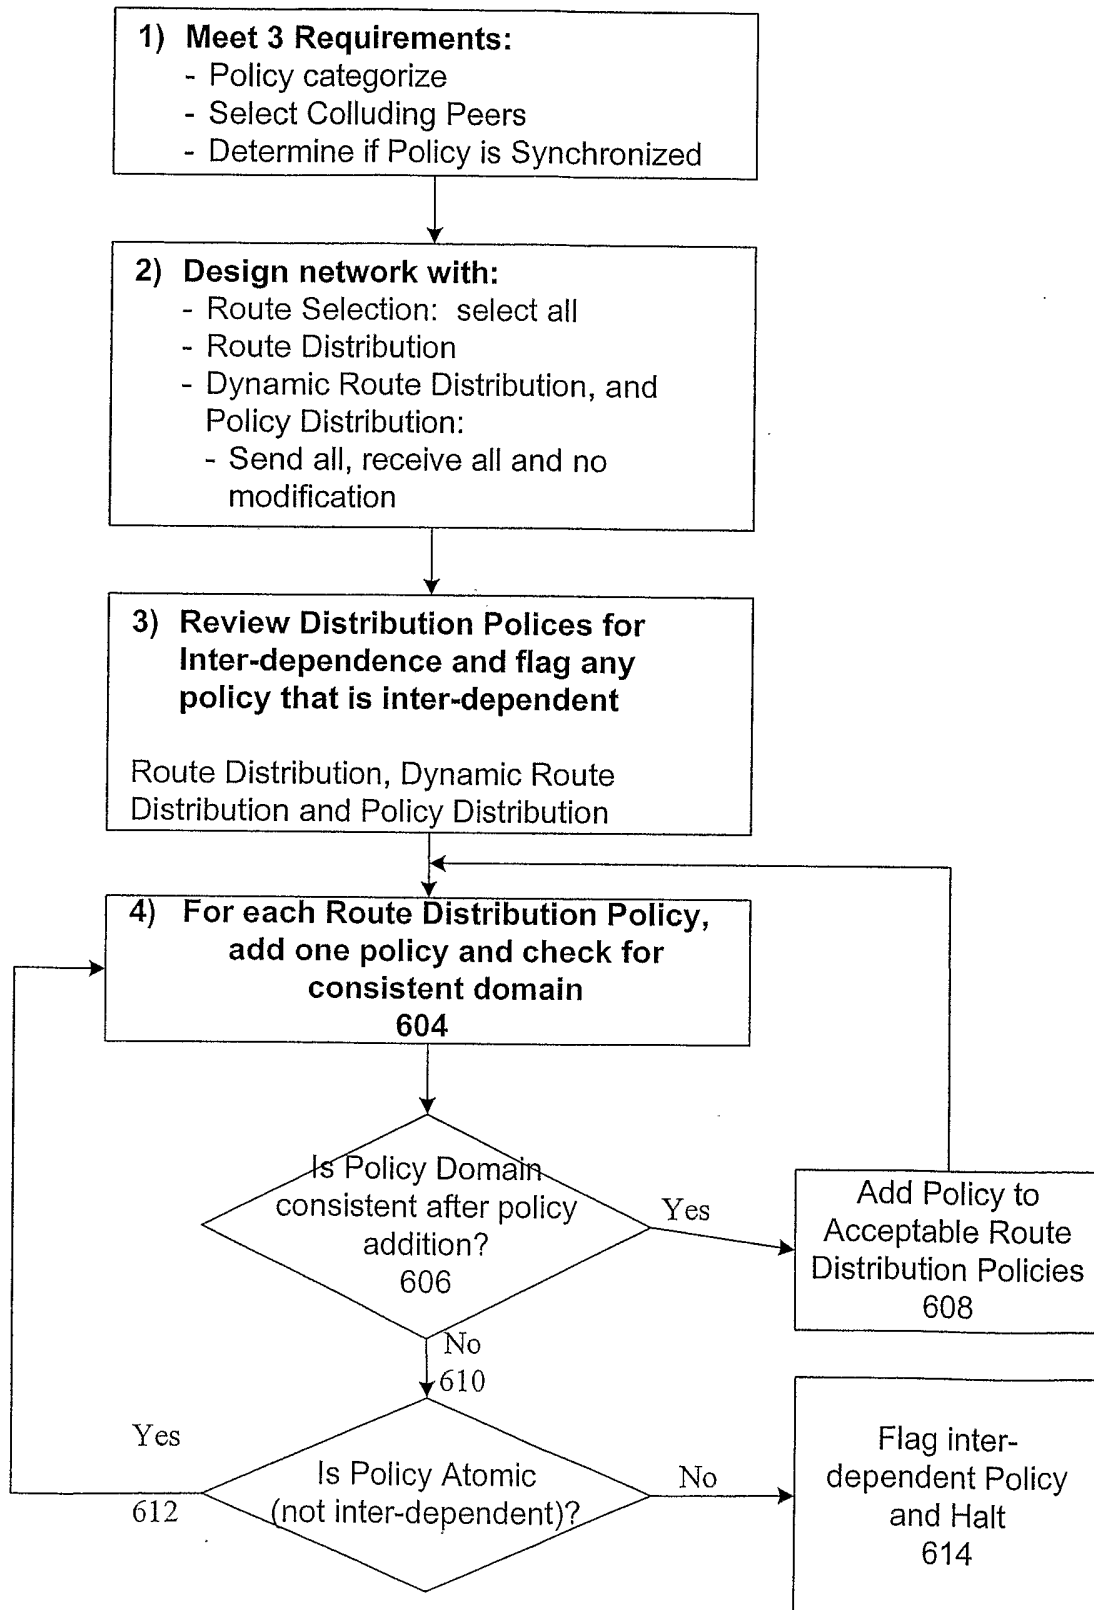 1) Meet 3 Requirements:
- Policy categorize
- Select Colluding Peers
- Determine if Policy is Synchronized
2) Design network with:
- Route Selection: select all
- Route Distribution
- Dynamic Route Distribution, and
Policy Distribution:
- Send all, receive all and no
modification
3) Review Distribution Polices for
Inter-dependence and flag any
policy that is inter-dependent
Route Distribution, Dynamic Route
Distribution and Policy Distribution
4) For each Route Distribution Policy,
add one policy and check for
consistent domain
604
Is Policy Domain
consistent after policy
addition?
606
Yes
Add Policy to
Acceptable Route
Distribution Policies
608
No
610
Is Policy Atomic
(not inter-dependent)?
Yes
612
No
Flag inter-
dependent Policy
and Halt
614